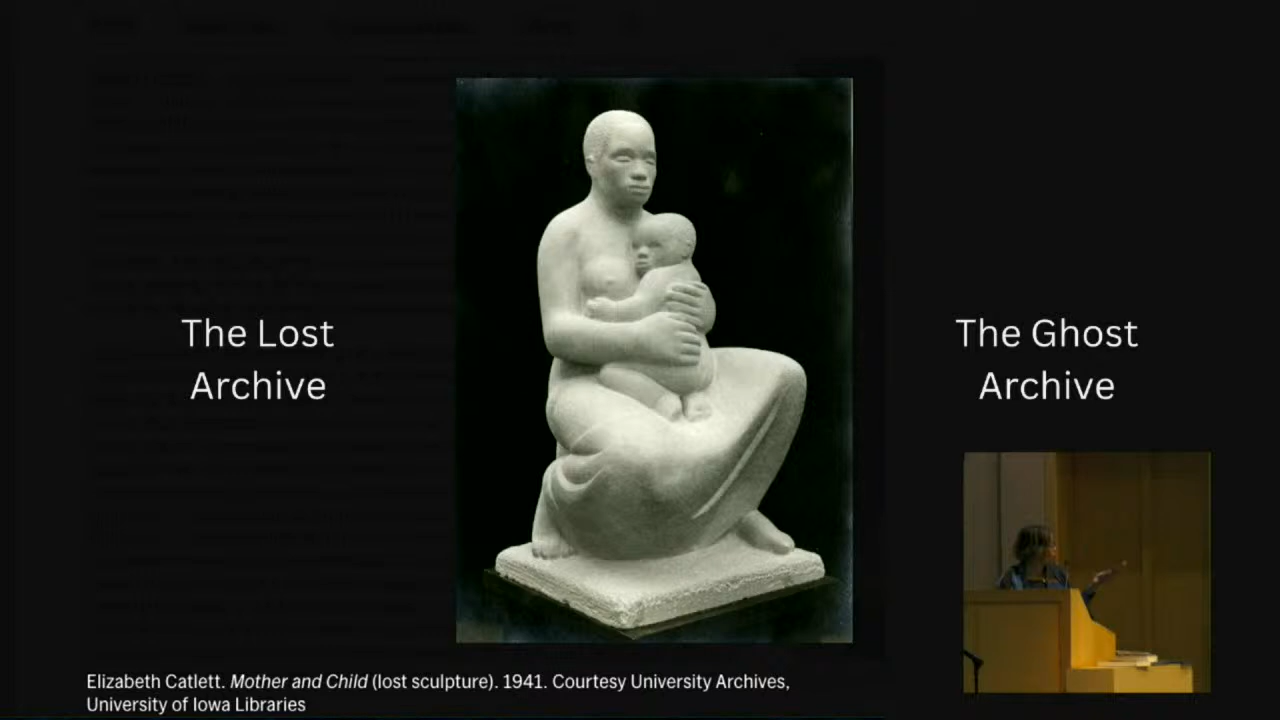 The Lost
Archive
The Ghost
Archive
Elizabeth Catlett. Mother and Child (lost sculpture). 1941. Courtesy University Archives,
University of Iowa Libraries